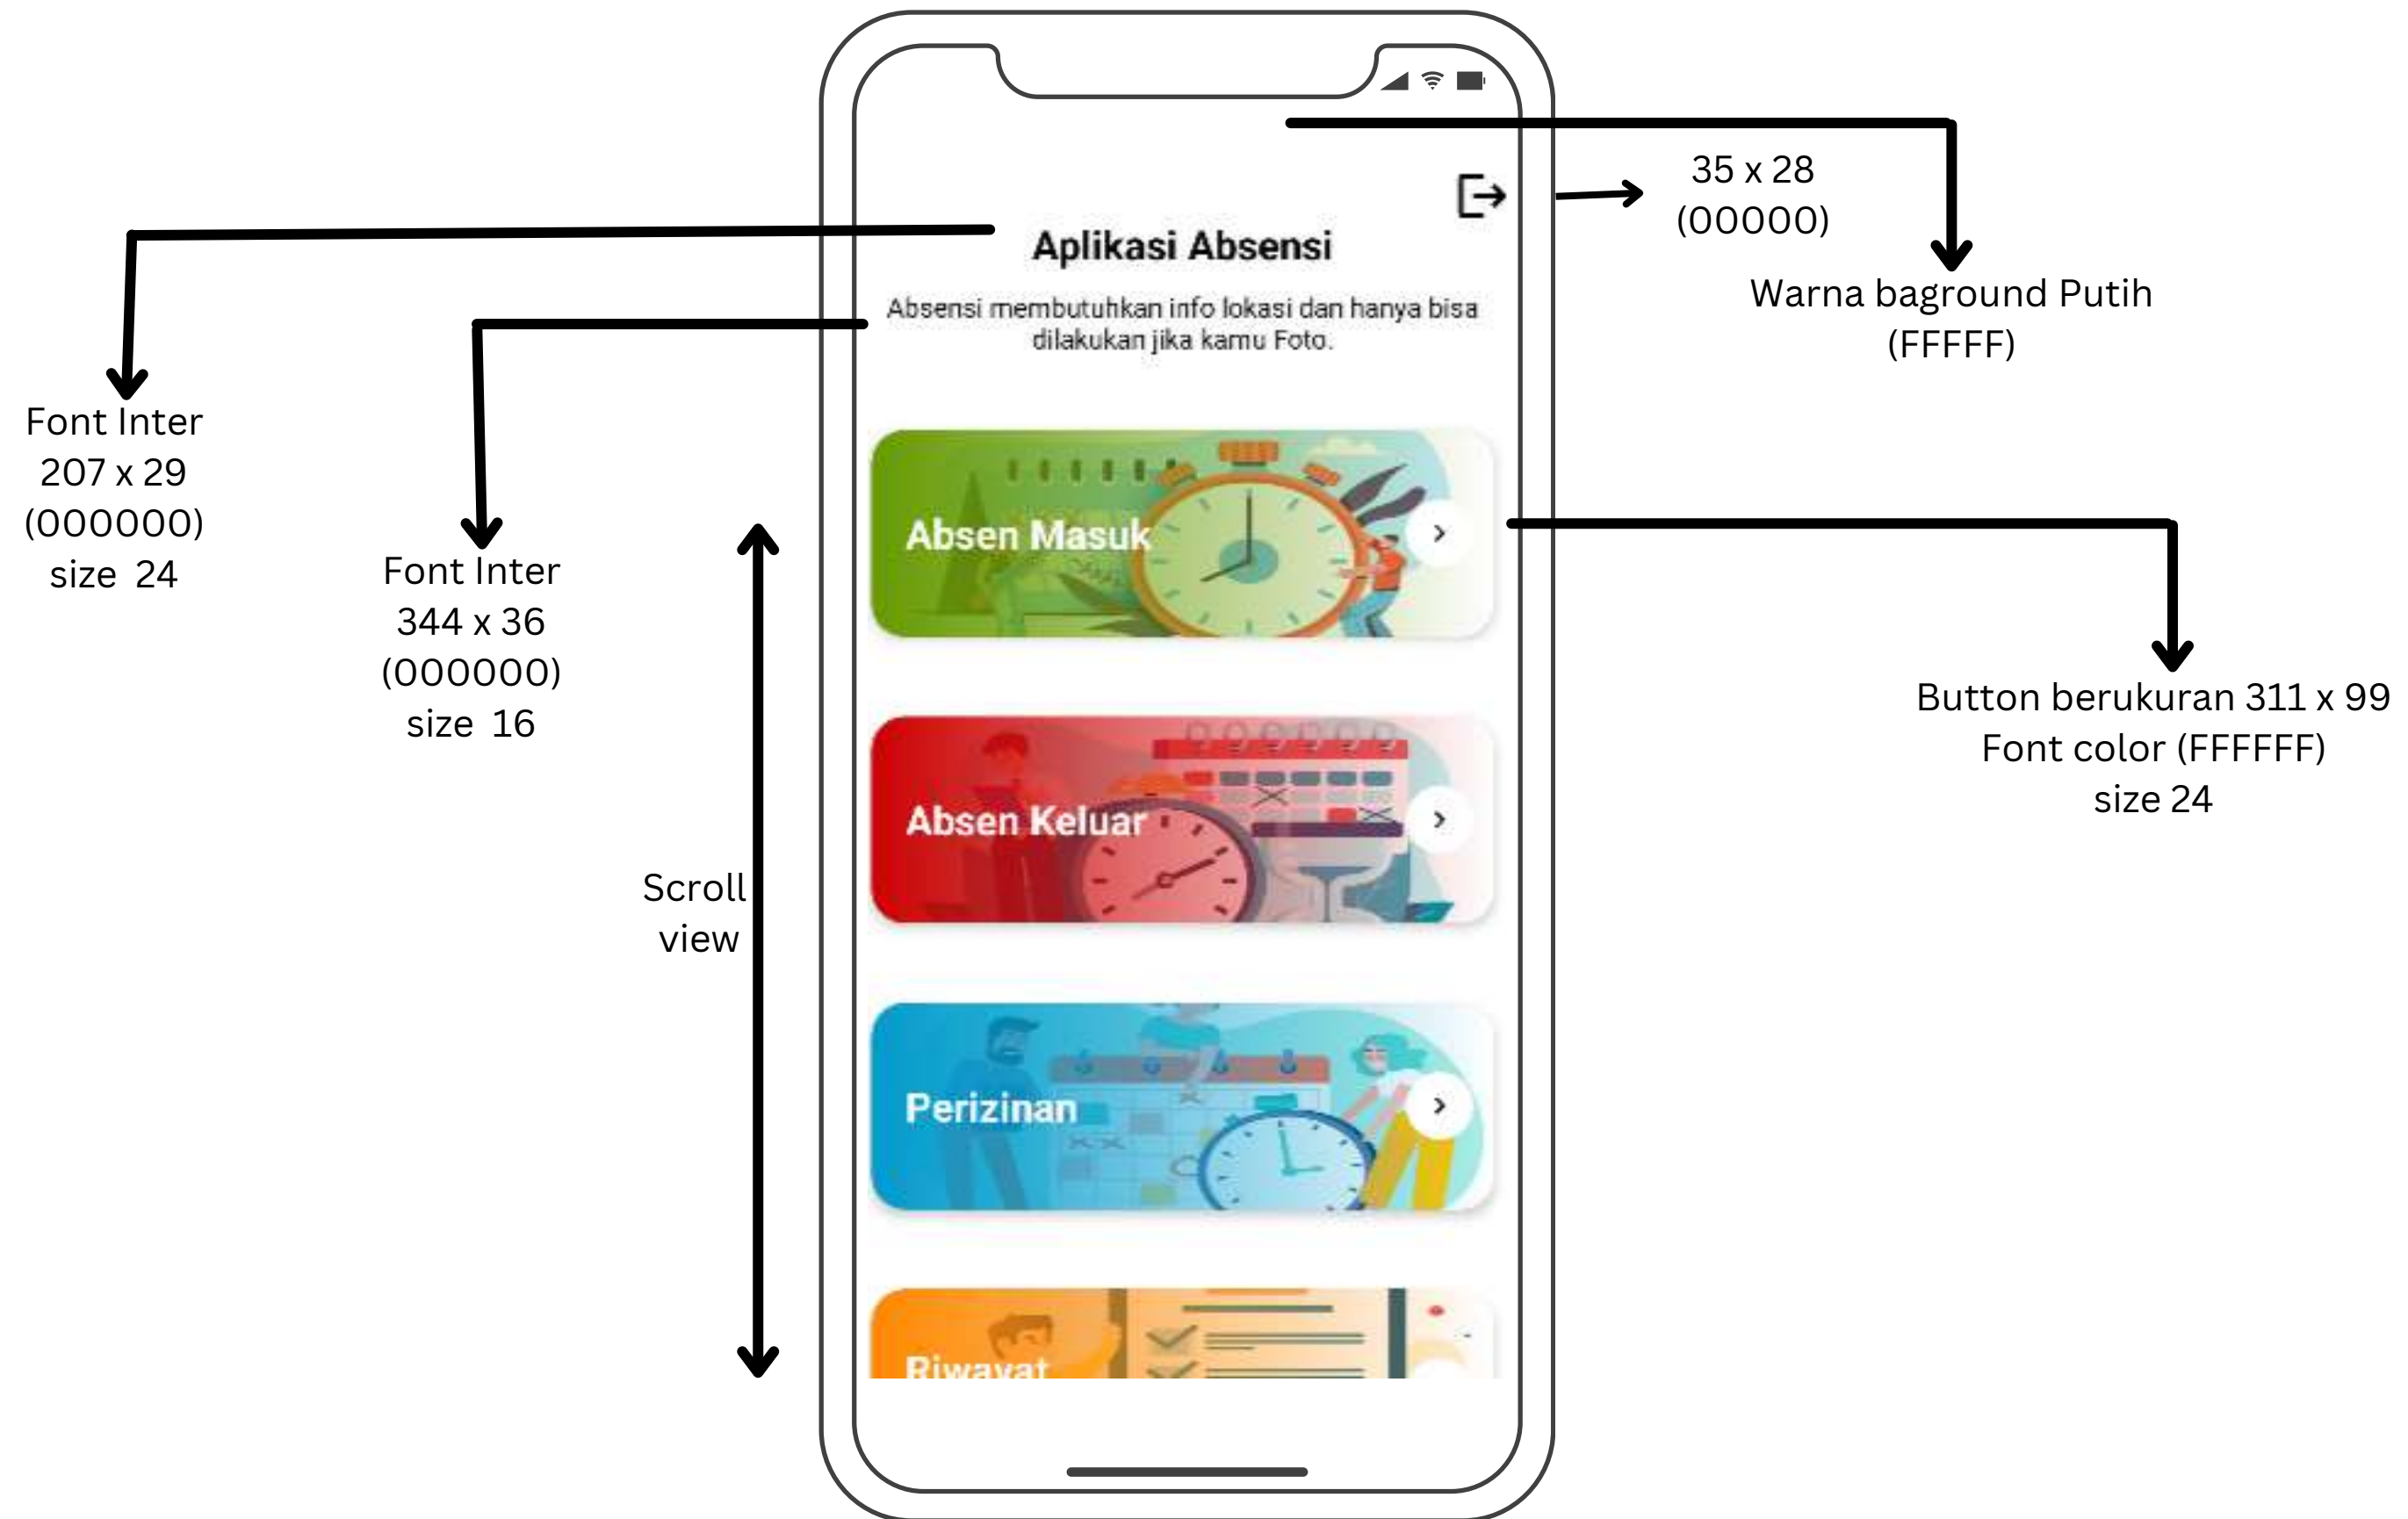 35 x 28
(00000)
Warna baground Putih
(FFFFF)
Aplikasi Absensi
Absensi membutuhkan info lokasi dan hanya bisa
dilakukan jika kamu Foto.
Font Inter
207 x 29
(000000)
size 24
Font Inter
344 x 36
(000000)
size 16
Absen Masuk
Button berukuran 311 x 99
Font color (FFFFFF)
size 24
Absen Keluar
Scroll
view
Perizinan
Riwayat